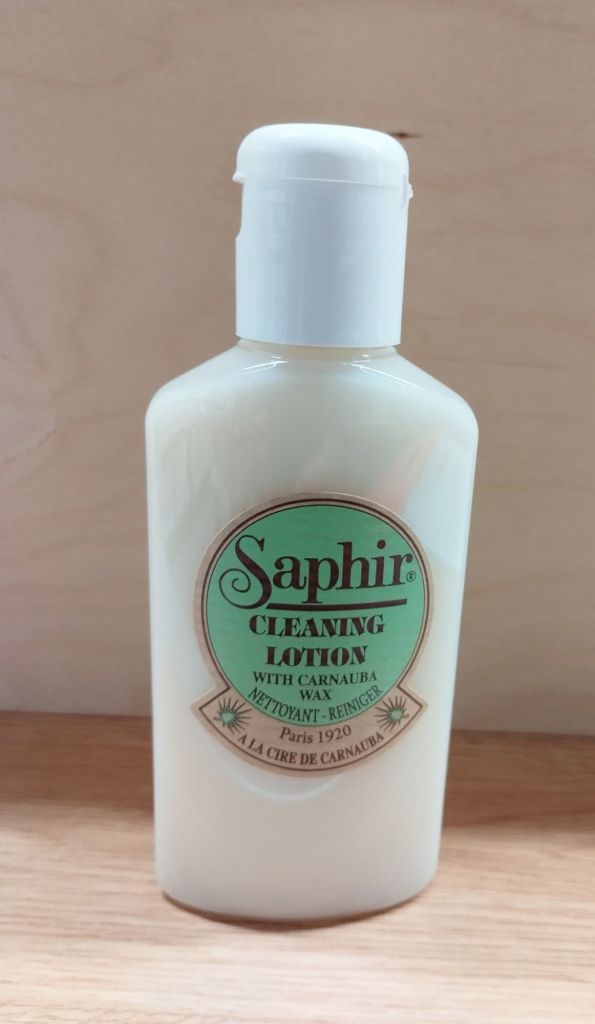 Saphir®
CLEANING
LOTION
WITH CARNAUBA
WAX
NETTOYANT - REINIGER
Paris 1920
A LA CIRE DE CARNAUBA